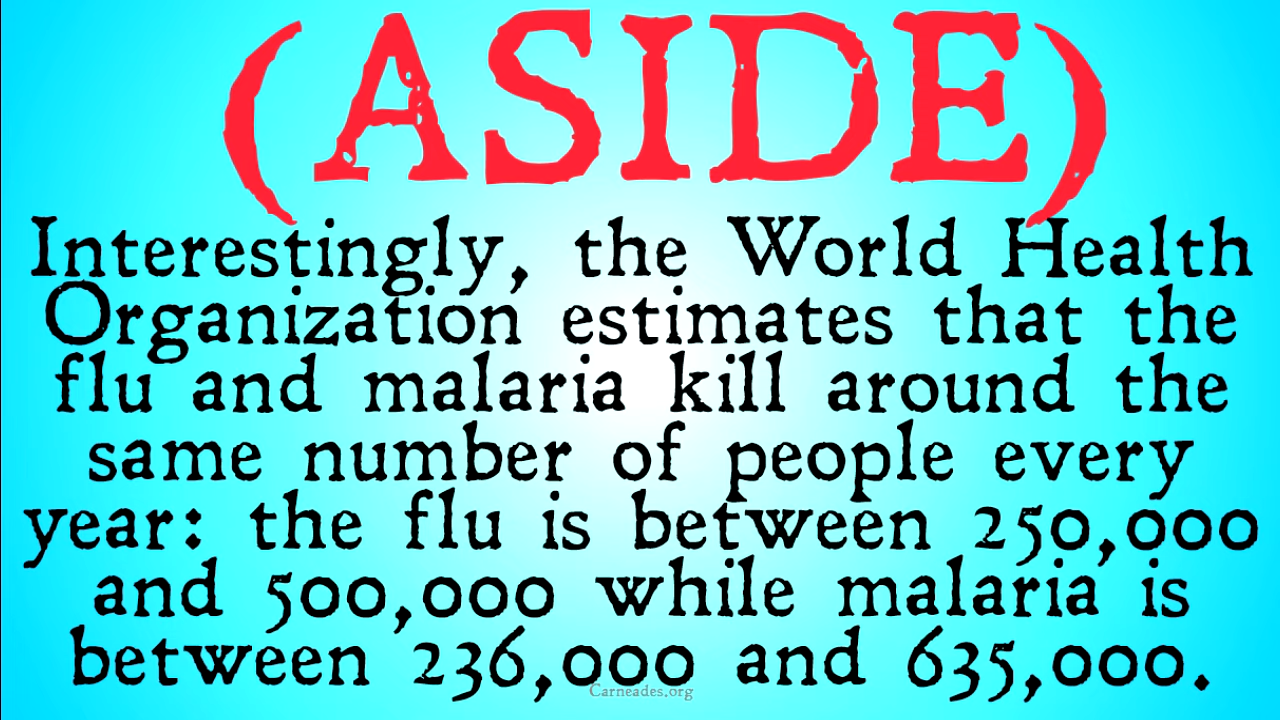 (ASIDE)
Interestingly, the World Health
Organization estimates that the
flu and malaria kill around the
same number of people every
year: the flu is between 250,000
and 500,000 while malaria is
between 236,000 and 635,000.
Carneades.org